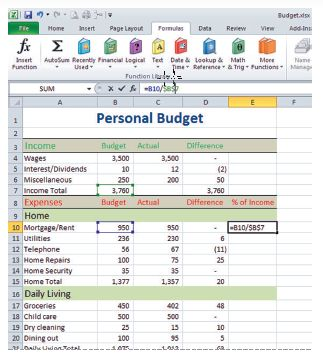 Budget.xlsx
File Home Insert Page Layout Formulas Data Review View Add-Ins
fx Σ A θ
Insert Function AutoSum Recently Used Financial Logical Text Date & Time Lookup & Reference Math & Trig More Functions Name Manager
Function
SUM fx =B10/$B$7
A B C D E F
1 Personal Budget
2
3 Income Budget Actual Difference
4 Wages 3,500 3,500 -
5 Interest/Dividends 10 12 (2)
6 Miscellaneous 250 200 50
7 Income Total 3,760 3,760
8 Expenses Budget Actual Difference % of Income
9 Home
10 Mortgage/Rent 950 950 - =B10/$B$7
11 Utilities 236 230 6
12 Telephone 56 67 (11)
13 Home Repairs 100 75 25
14 Home Security 35 35 -
15 Home Total 1,377 1,357 20
16 Daily Living
17 Groceries 450 402 48
18 Child care 500 500 -
19 Dry cleaning 25 15 10
20 Dining out 100 95 5